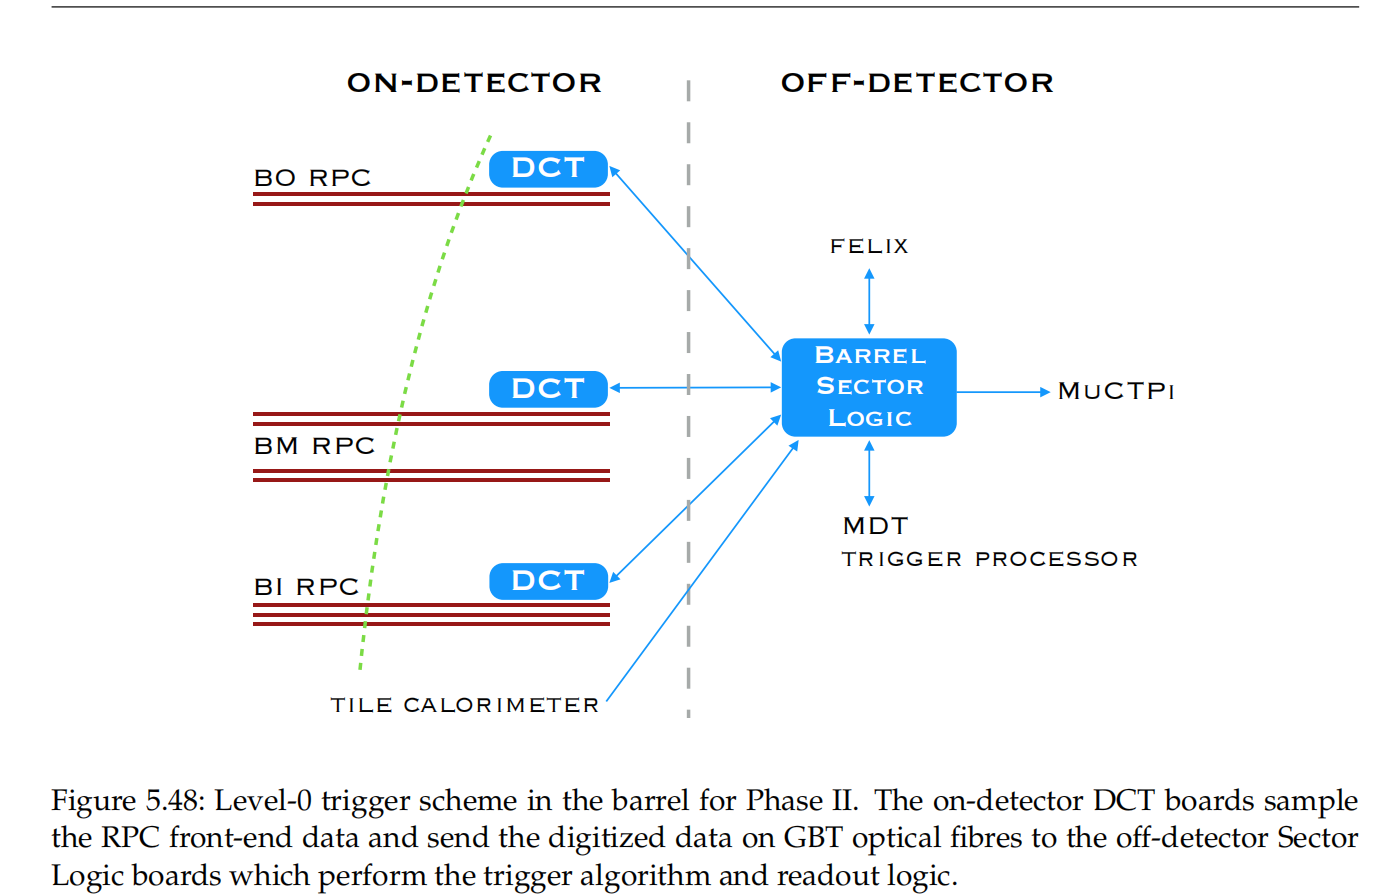 ON-DETECTOR
OFF-DETECTOR
BO RPC
DCT
FELIX
BARREL
SECTOR
LOGIC
DCT
MUCTPI
BM RPC
MDT
TRIGGER PROCESSOR
BI RPC
DCT
TILE CALORIMETER
Figure 5.48: Level-0 trigger scheme in the barrel for Phase II. The on-detector DCT boards sample
the RPC front-end data and send the digitized data on GBT optical fibres to the off-detector Sector
Logic boards which perform the trigger algorithm and readout logic.